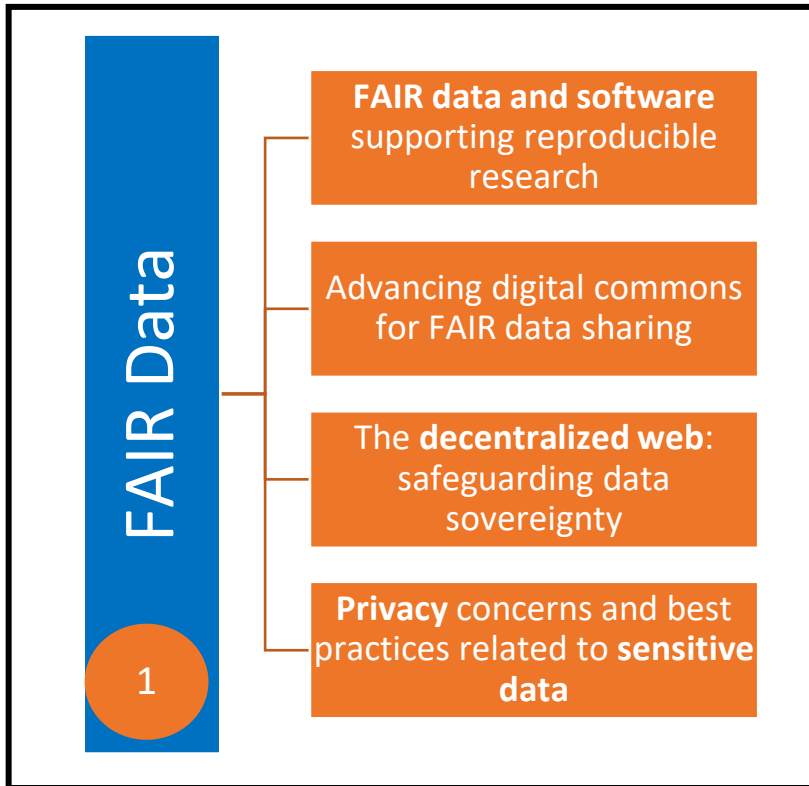 FAIR Data
1
FAIR data and software
supporting reproducible
research
Advancing digital commons
for FAIR data sharing
The decentralized web:
safeguarding data
sovereignty
Privacy concerns and best
practices related to sensitive
data